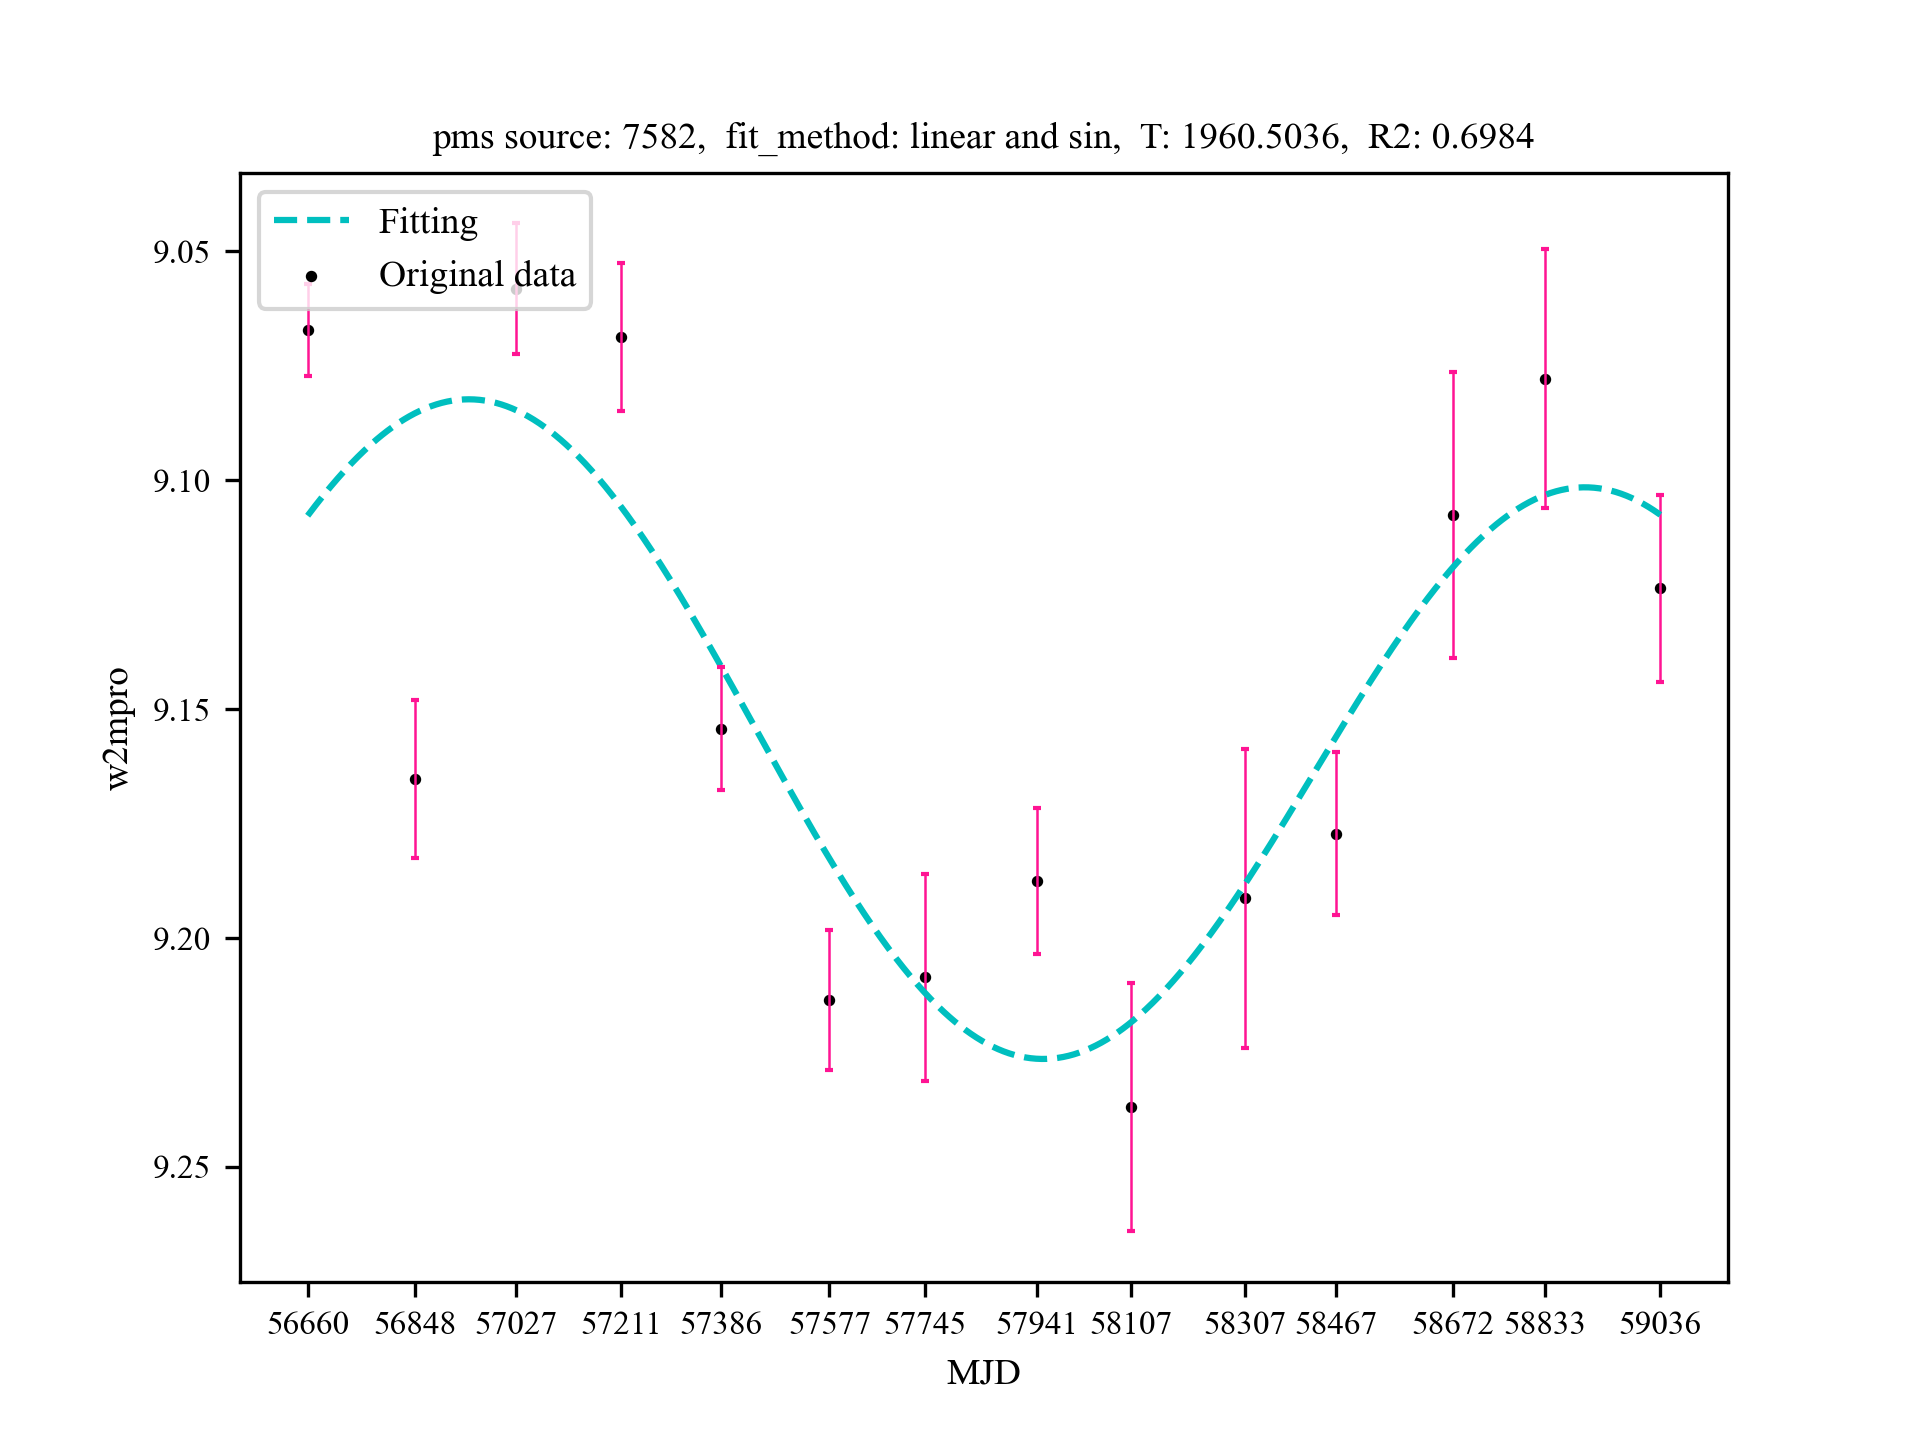 pms source: 7582,  fit_method: linear and sin,  T: 1960.5036,  R2: 0.6984
Fitting
Original data
9.05
9.10
9.15
9.20
9.25
w2mpro
56660 56848 57027 57211 57386 57577 57745 57941 58107 58307 58467 58672 58833 59036
MJD